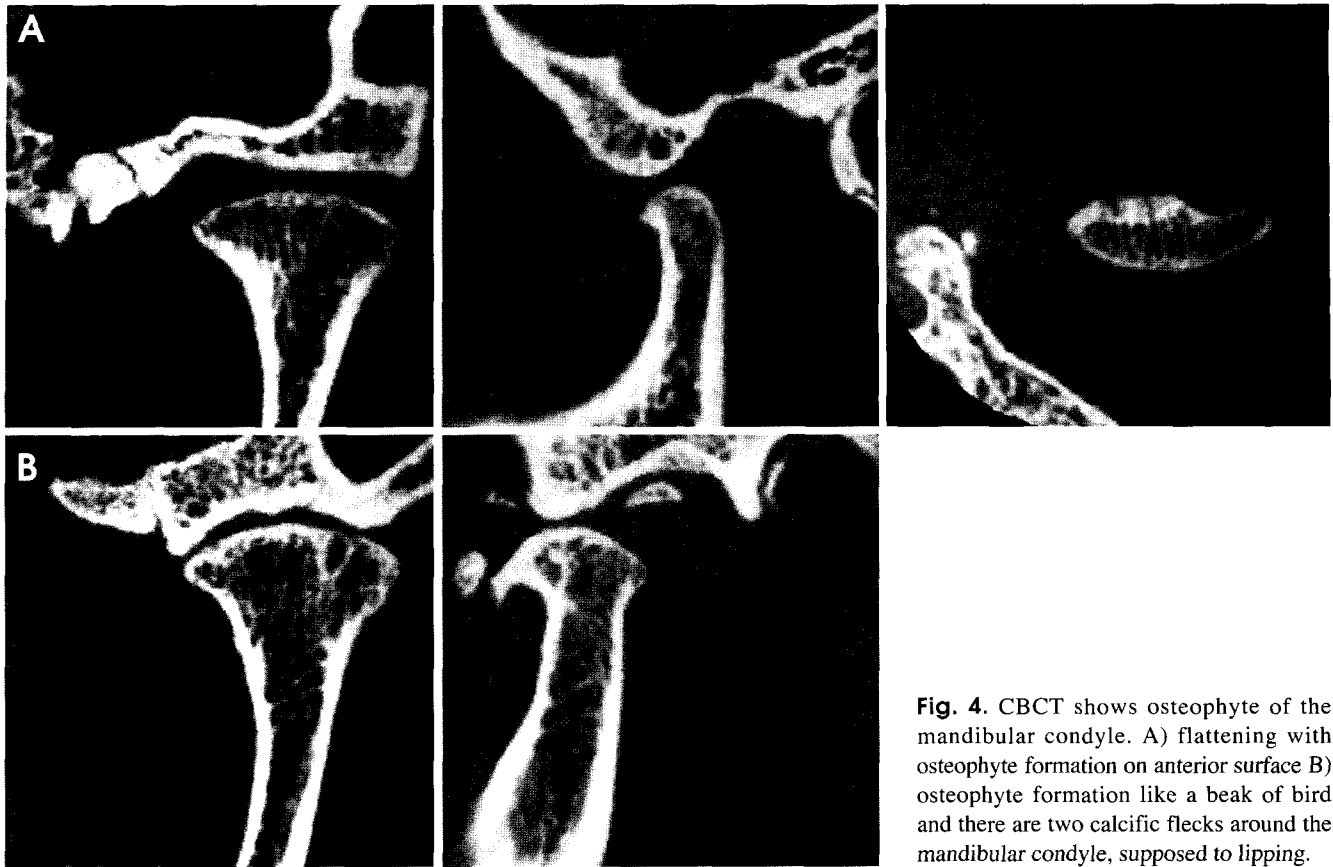 A
B
Fig. 4. CBCT shows osteophyte of the
mandibular condyle. A) flattening with
osteophyte formation on anterior surface B)
osteophyte formation like a beak of bird
and there are two calcific flecks around the
mandibular condyle, supposed to lipping.